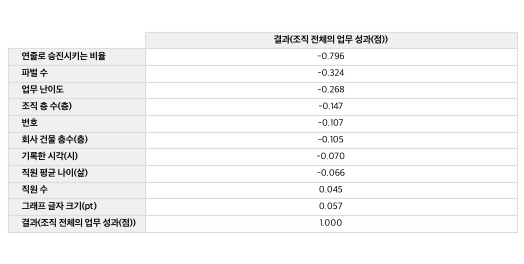 결과(조직 전체의 업무 성과(점))
연줄로 승진시키는 비율 -0.796
파벌 수 -0.324
업무 난이도 -0.268
조직 층 수(층) -0.147
번호 -0.107
회사 건물 층수(층) -0.105
기록한 시각(시) -0.070
직원 평균 나이(살) -0.066
직원 수 0.045
그래프 글자 크기(pt) 0.057
결과(조직 전체의 업무 성과(점)) 1.000